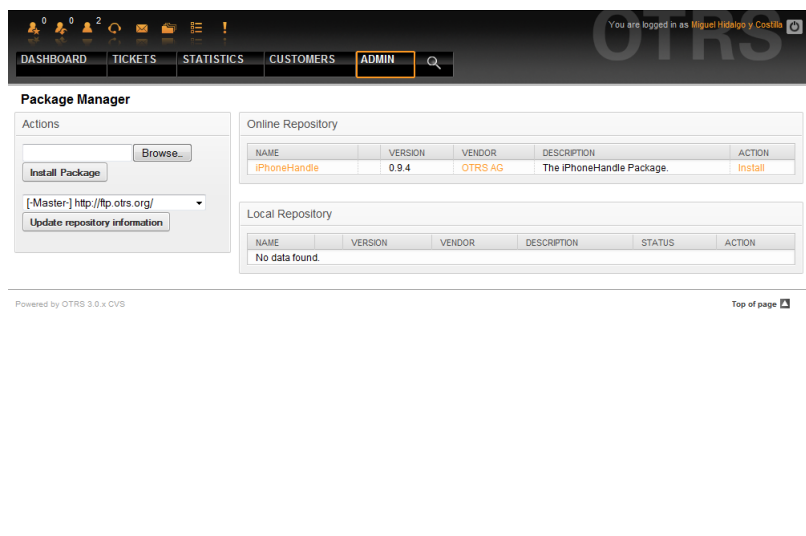 0 0 2
You are logged in as Miguel Hidalgo y Costilla
OTRS
DASHBOARD TICKETS STATISTICS CUSTOMERS ADMIN
Package Manager
Actions
Browse...
Install Package
[-Master-] http://ftp.otrs.org/
Update repository information
Online Repository
NAME VERSION VENDOR DESCRIPTION ACTION
iPhoneHandle 0.9.4 OTRS AG The iPhoneHandle Package. Install
Local Repository
NAME VERSION VENDOR DESCRIPTION STATUS ACTION
No data found.
Powered by OTRS 3.0.x CVS
Top of page